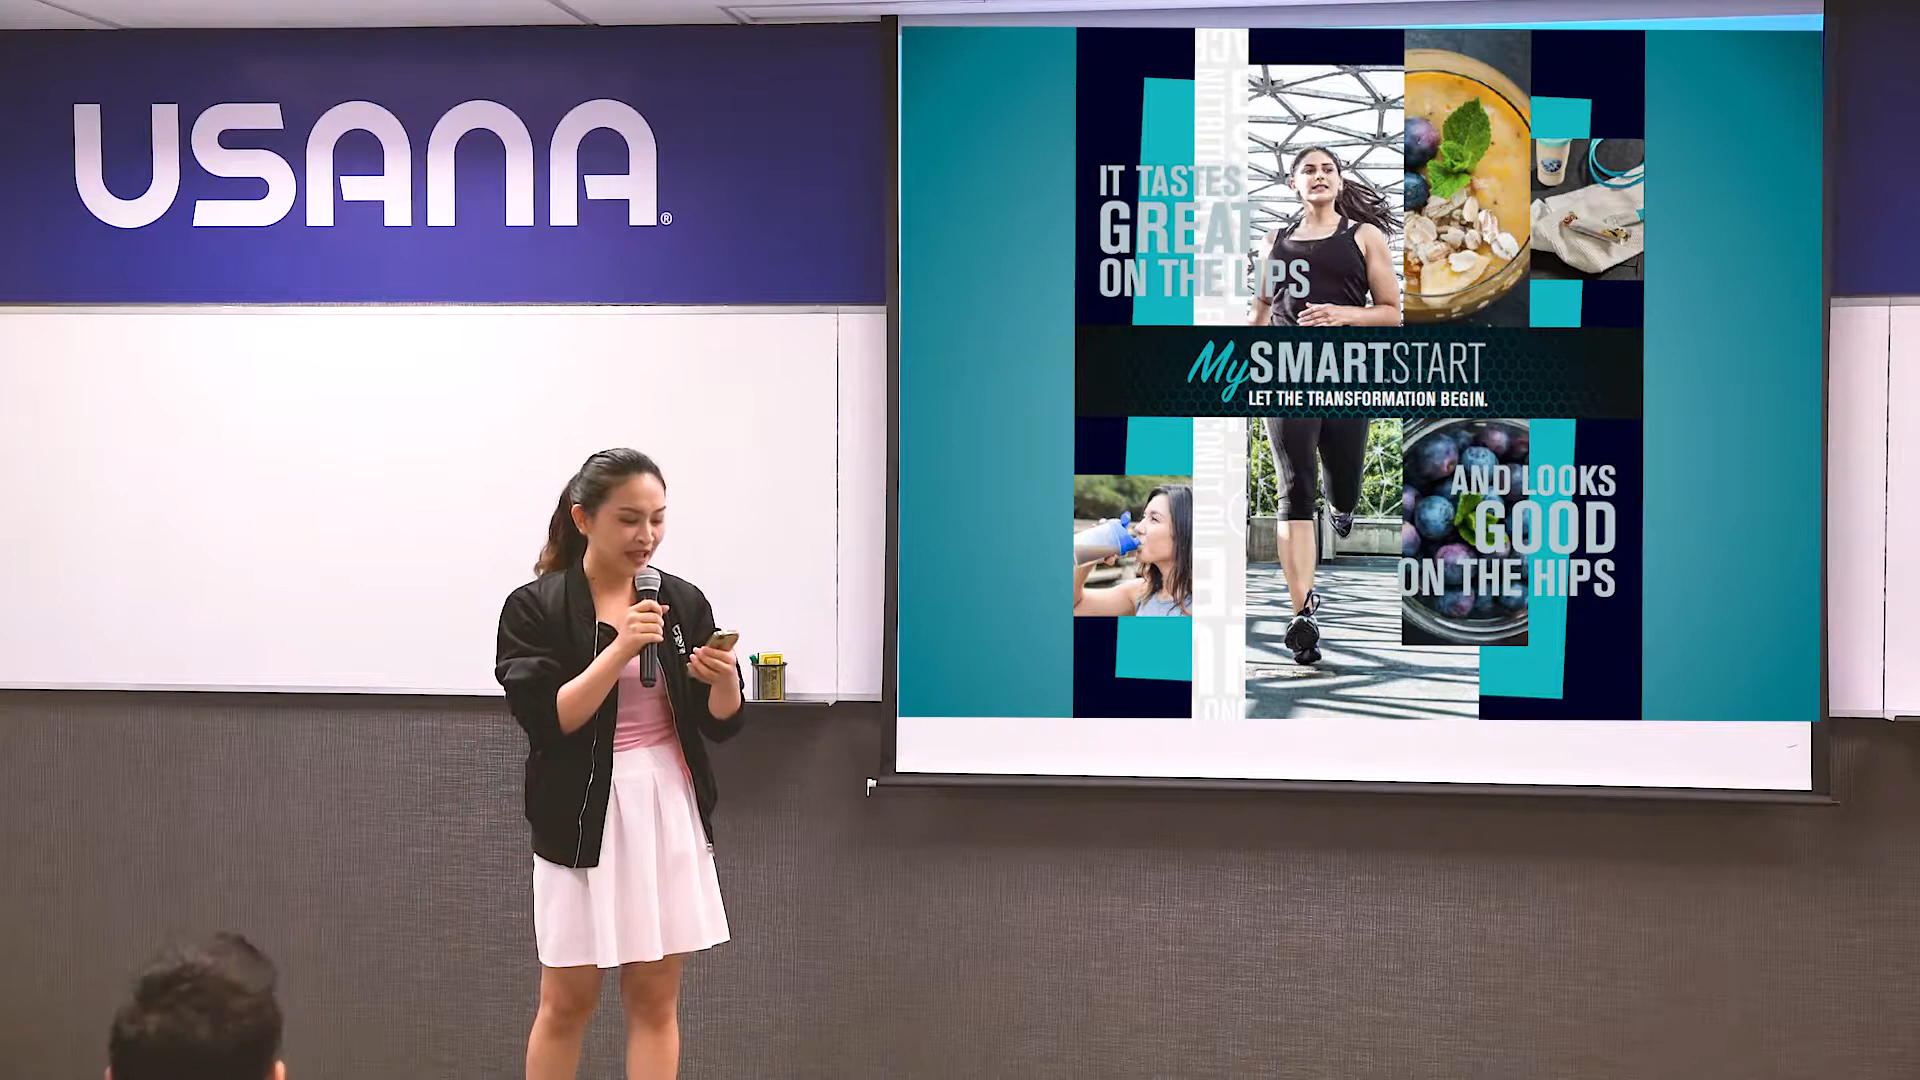 USANA®
IT TASTES
GREAT
ON THE LIPS
MySMARTSTART
LET THE TRANSFORMATION BEGIN.
AND LOOKS
GOOD
ON THE HIPS